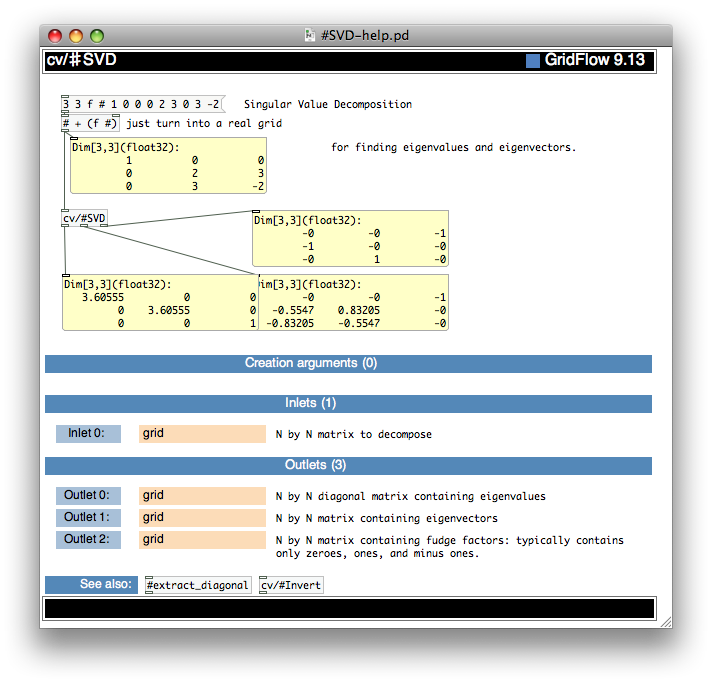 #SVD-help.pd
cv/#SVD
GridFlow 9.13
3 3 f # 1 0 0 0 2 3 0 3 -2
Singular Value Decomposition
# + (f #)
just turn into a real grid
Dim[3,3](float32):
1 0 0
0 2 3
0 3 -2
for finding eigenvalues and eigenvectors.
cv/#SVD
Dim[3,3](float32):
-0 -0 -1
-1 -0 -0
-0 1 -0
Dim[3,3](float32):
3.60555 0 0
0 3.60555 0
0 0 1
im[3,3](float32):
-0 -0 -1
-0.5547 0.83205 -0
-0.83205 -0.5547 -0
Creation arguments (0)
Inlets (1)
Inlet 0: grid N by N matrix to decompose
Outlets (3)
Outlet 0: grid N by N diagonal matrix containing eigenvalues
Outlet 1: grid N by N matrix containing eigenvectors
Outlet 2: grid N by N matrix containing fudge factors: typically contains
only zeroes, ones, and minus ones.
See also: #extract_diagonal cv/#Invert